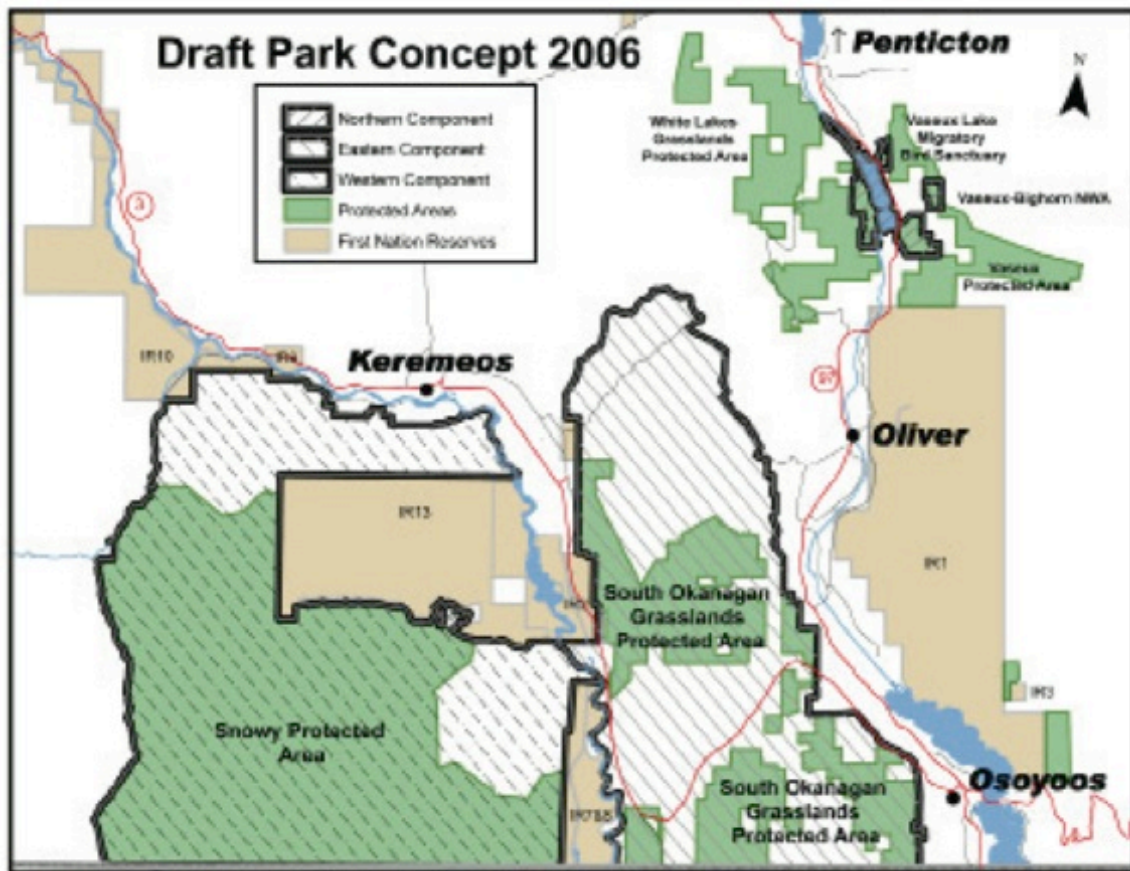 Draft Park Concept 2006
↑ Penticton
N
Northern Component
Eastern Component
Western Component
Protected Areas
First Nation Reserves
White Lakes
Grasslands
Protected Area
Vaseux Lake
Migratory
Bird Sanctuary
Vaseux-Bighorn NWA
Vaseux
Protected Area
3
IR10
Keremeos
97
Oliver
IR13
IR1
South Okanagan
Grasslands
Protected Area
IR3
Snowy Protected
Area
Osoyoos
South Okanagan
Grasslands
Protected Area